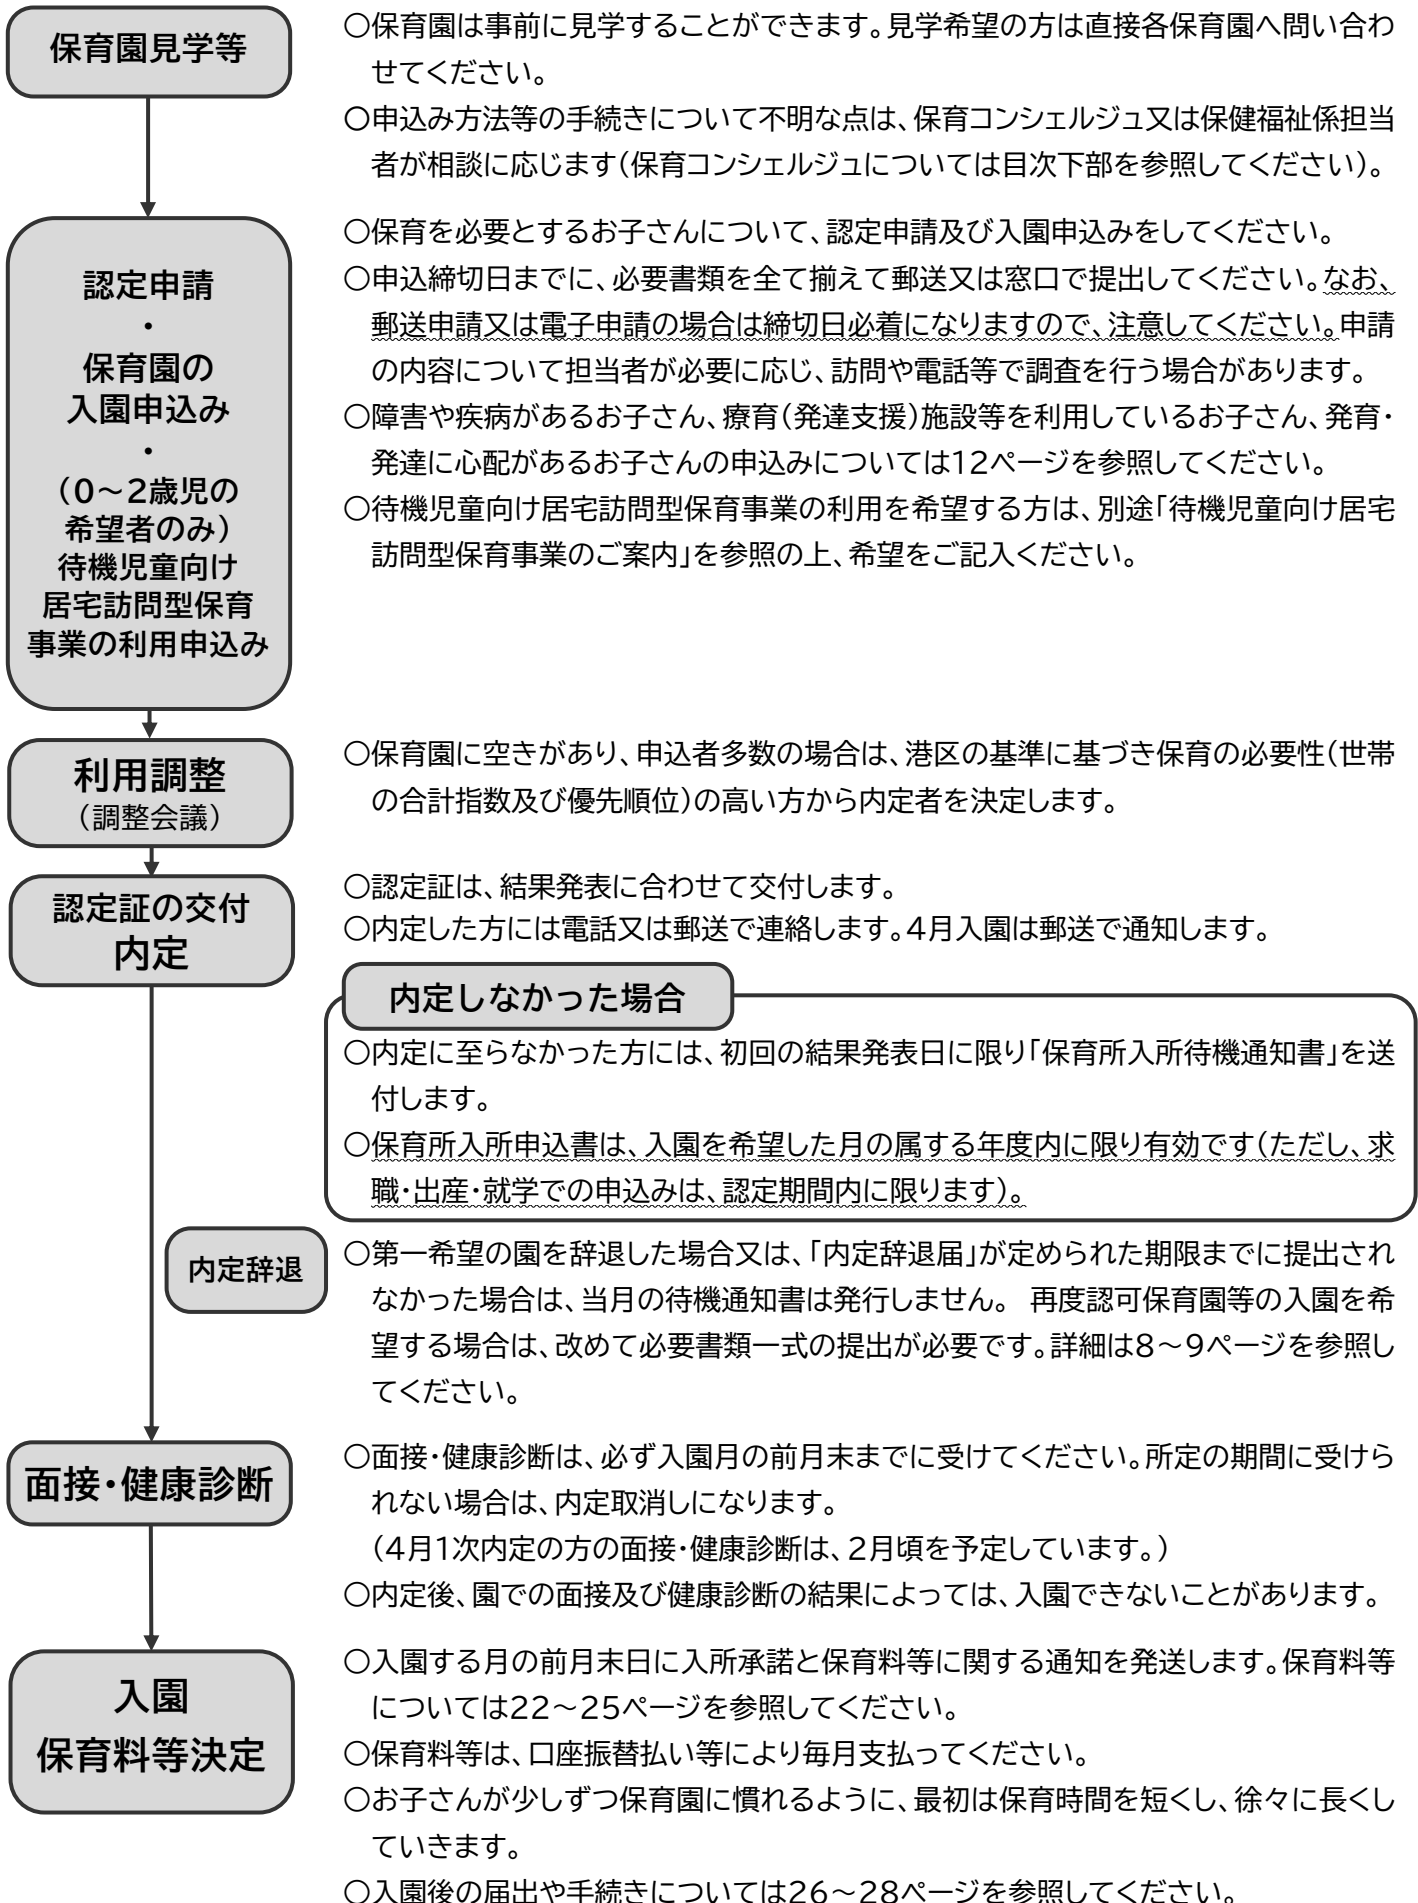 保育園見学等
〇保育園は事前に見学することができます。見学希望の方は直接各保育園へ問い合わ
せてください。
〇申込み方法等の手続きについて不明な点は、保育コンシェルジュ又は保健福祉係担当
者が相談に応じます（保育コンシェルジュについては目次下部を参照してください）。
認定申請
・
保育園の
入園申込み
・
（０～２歳児の
希望者のみ）
待機児童向け
居宅訪問型保育
事業の利用申込み
〇保育を必要とするお子さんについて、認定申請及び入園申込みをしてください。
〇申込締切日までに、必要書類を全て揃えて郵送又は窓口で提出してください。なお、
郵送申請又は電子申請の場合は締切日必着になりますので、注意してください。申請
の内容について担当者が必要に応じ、訪問や電話等で調査を行う場合があります。
〇障害や疾病があるお子さん、療育（発達支援）施設等を利用しているお子さん、発育・
発達に心配があるお子さんの申込みについては１２ページを参照してください。
〇待機児童向け居宅訪問型保育事業の利用を希望する方は、別途「待機児童向け居宅
訪問型保育事業のご案内」を参照の上、希望をご記入ください。
利用調整
（調整会議）
〇保育園に空きがあり、申込者多数の場合は、港区の基準に基づき保育の必要性（世帯
の合計指数及び優先順位）の高い方から内定者を決定します。
認定証の交付
内定
〇認定証は、結果発表に合わせて交付します。
〇内定した方には電話又は郵送で連絡します。４月入園は郵送で通知します。
内定しなかった場合
〇内定に至らなかった方には、初回の結果発表日に限り「保育所入所待機通知書」を送
付します。
〇保育所入所申込書は、入園を希望した月の属する年度内に限り有効です（ただし、求
職・出産・就学での申込みは、認定期間内に限ります）。
内定辞退
〇第一希望の園を辞退した場合又は、「内定辞退届」が定められた期限までに提出され
なかった場合は、当月の待機通知書は発行しません。　再度認可保育園等の入園を希
望する場合は、改めて必要書類一式の提出が必要です。詳細は８～９ページを参照し
てください。
面接・健康診断
〇面接・健康診断は、必ず入園月の前月末までに受けてください。所定の期間に受けら
れない場合は、内定取消しになります。
（４月１次内定の方の面接・健康診断は、２月頃を予定しています。）
〇内定後、園での面接及び健康診断の結果によっては、入園できないことがあります。
入園
保育料等決定
〇入園する月の前月末日に入所承諾と保育料等に関する通知を発送します。保育料等
については２２～２５ページを参照してください。
〇保育料等は、口座振替払い等により毎月支払ってください。
〇お子さんが少しずつ保育園に慣れるように、最初は保育時間を短くし、徐々に長くし
ていきます。
〇入園後の届出や手続きについては２６～２８ページを参照してください。